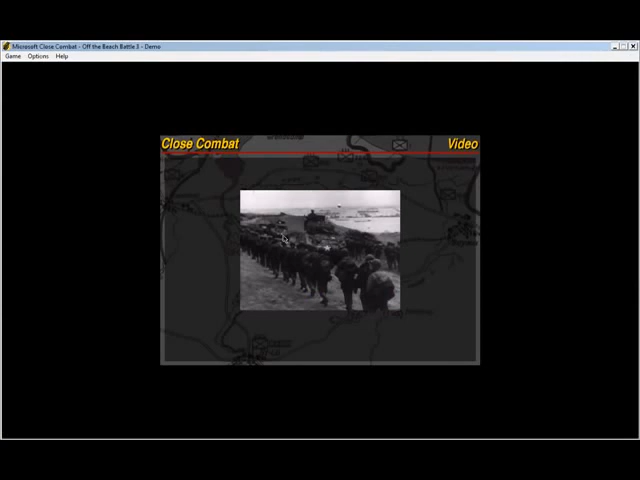 Microsoft Close Combat - Off the Beach Battle 3 - Demo
Game Options Help
Close Combat Video